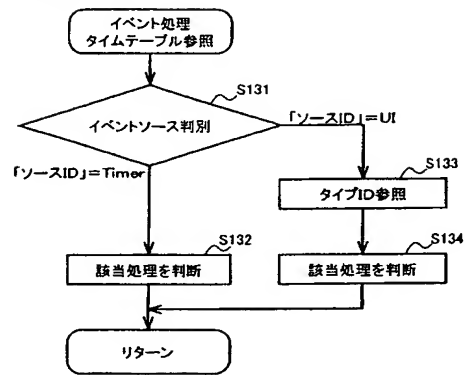 イベント処理
タイムテーブル参照
S131
イベントソース判別
「ソースID」=UI
「ソースID」=Timer
S133
タイプID参照
S132
S134
該当処理を判断
該当処理を判断
リターン